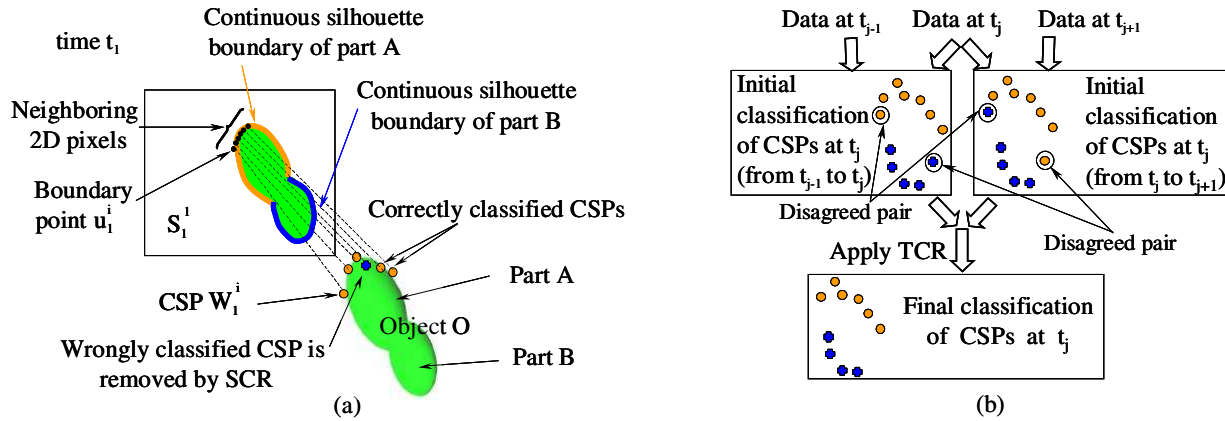 time t₁
Continuous silhouette
boundary of part A
Neighboring
2D pixels
Continuous silhouette
boundary of part B
Boundary
point u₁ⁱ
S₁¹
Correctly classified CSPs
CSP W₁ⁱ
Part A
Object O
Part B
Wrongly classified CSP is
removed by SCR
(a)
Data at tⱼ₋₁
Data at tⱼ
Data at tⱼ₊₁
Initial
classification
of CSPs at tⱼ
(from tⱼ₋₁ to tⱼ)
Initial
classification
of CSPs at tⱼ
(from tⱼ to tⱼ₊₁)
Disagreed pair
Disagreed pair
Apply TCR
Final classification
of CSPs at tⱼ
(b)